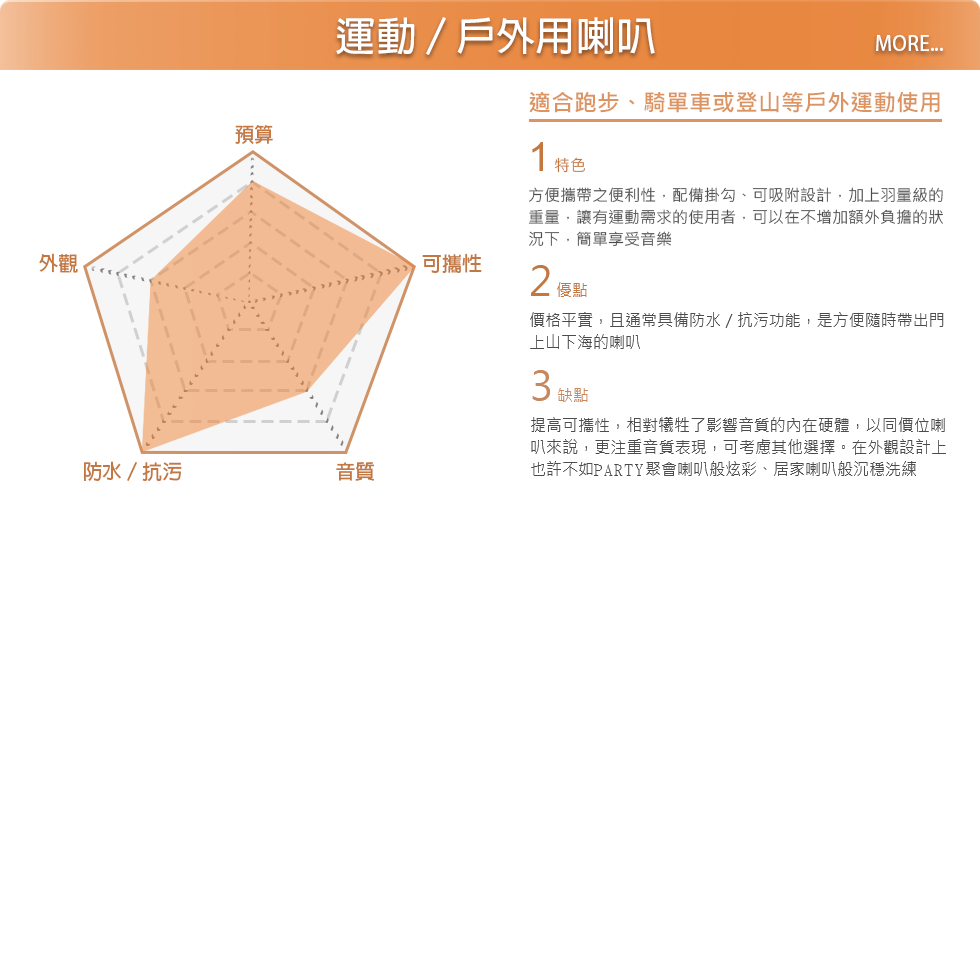 運動 / 戶外用喇叭
MORE...
適合跑步、騎單車或登山等戶外運動使用
預算
外觀
可攜性
防水 / 抗污
音質
1 特色
方便攜帶之便利性，配備掛勾、可吸附設計，加上羽量級的
重量，讓有運動需求的使用者，可以在不增加額外負擔的狀
況下，簡單享受音樂
2 優點
價格平實，且通常具備防水 / 抗污功能，是方便隨時帶出門
上山下海的喇叭
3 缺點
提高可攜性，相對犧牲了影響音質的內在硬體，以同價位喇
叭來說，更注重音質表現，可考慮其他選擇。在外觀設計上
也許不如PARTY聚會喇叭般炫彩、居家喇叭般沉穩洗練